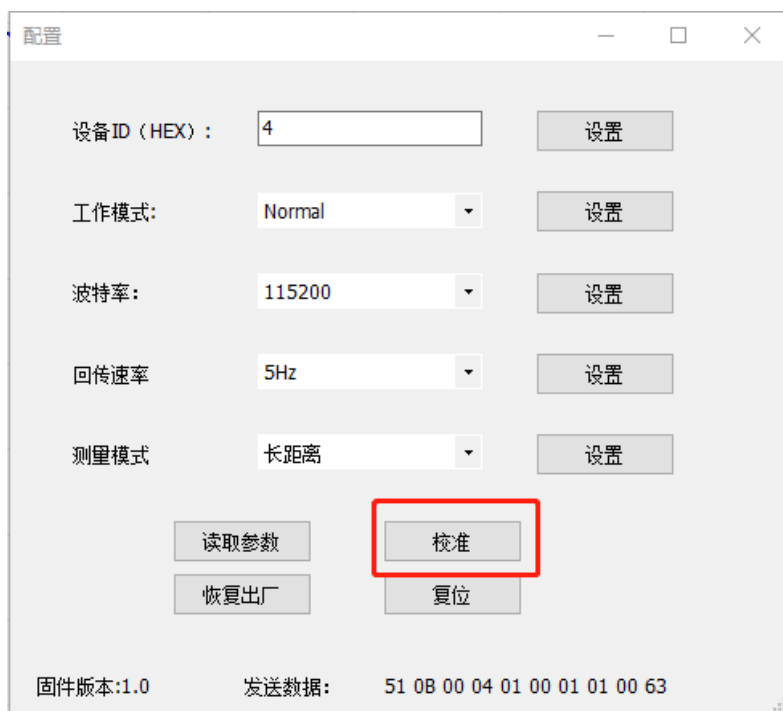 配置
设备ID（HEX）: 4 设置
工作模式: Normal 设置
波特率： 115200 设置
回传速率 5Hz 设置
测量模式 长距离 设置
读取参数 校准
恢复出厂 复位
固件版本:1.0 发送数据： 51 0B 00 04 01 00 01 01 00 63